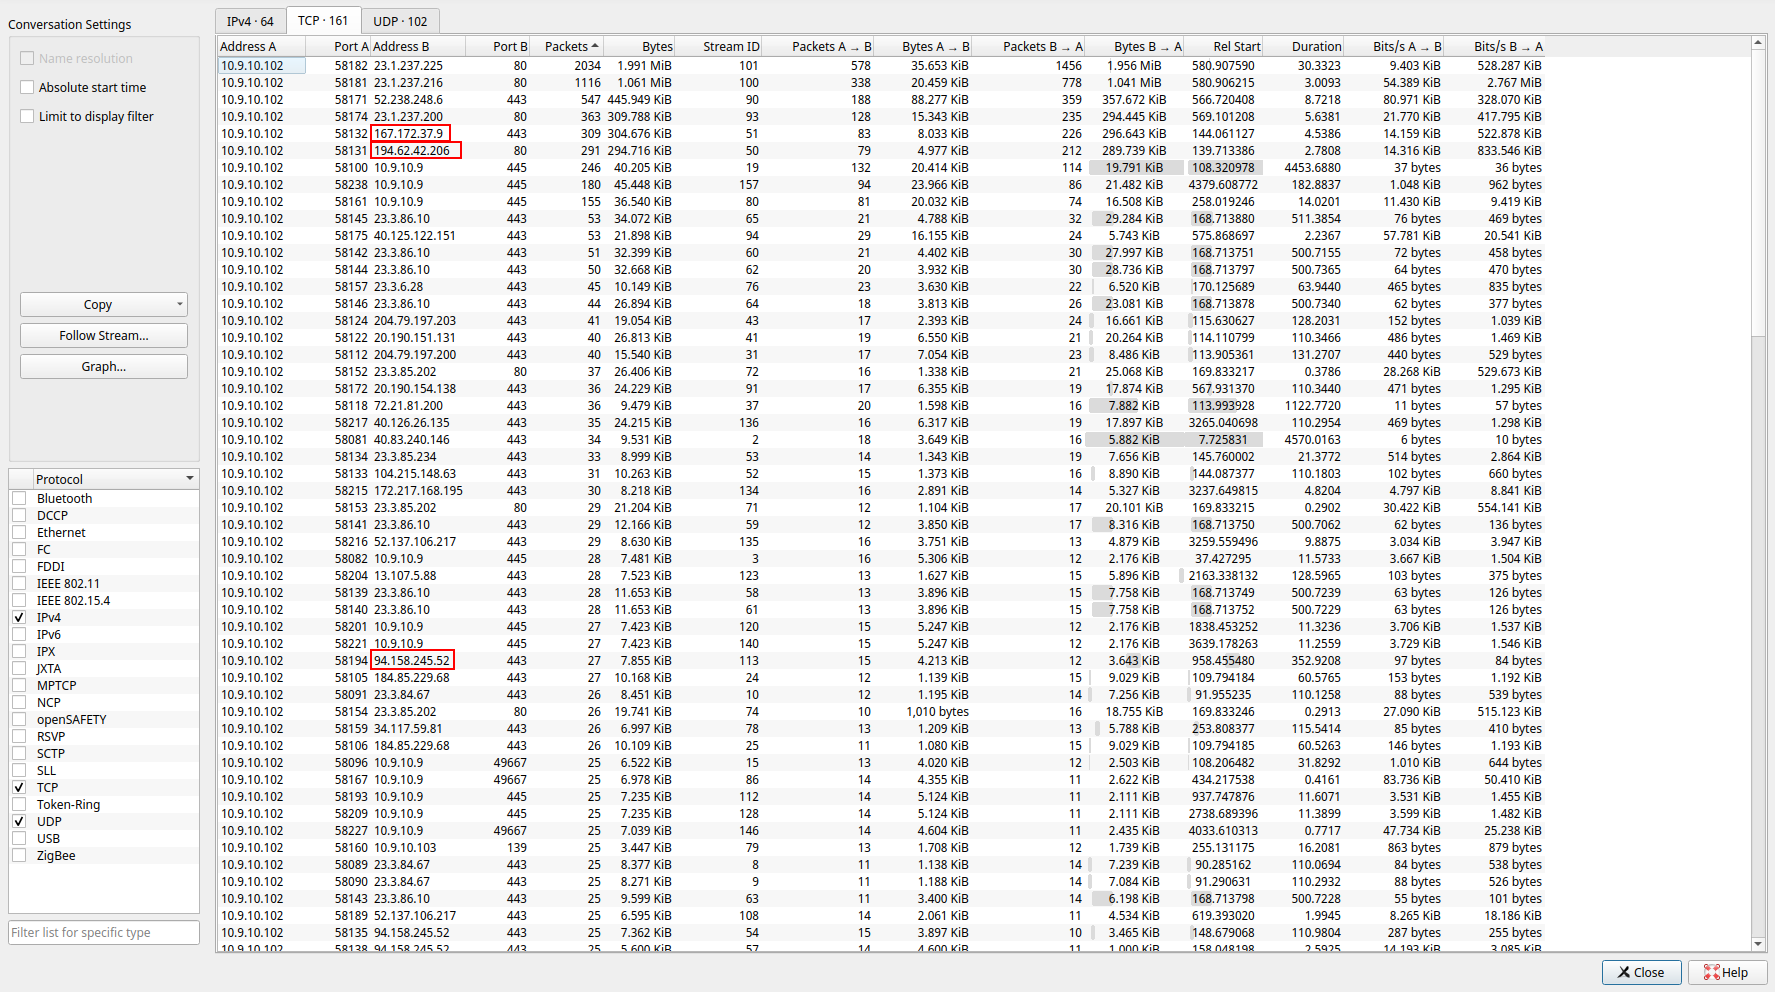 Conversation Settings
Name resolution
Absolute start time
Limit to display filter
Copy
Follow Stream...
Graph...
Protocol
Bluetooth
DCCP
Ethernet
FC
FDDI
IEEE 802.11
IEEE 802.15.4
IPv4
IPv6
IPX
JXTA
MPTCP
NCP
openSAFETY
RSVP
SCTP
SLL
TCP
Token-Ring
UDP
USB
ZigBee
Filter list for specific type
IPv4 · 64 TCP · 161 UDP · 102
Address A Port A Address B Port B Packets Bytes Stream ID Packets A → B Bytes A → B Packets B → A Bytes B → A Rel Start Duration Bits/s A → B Bits/s B → A
10.9.10.102 58182 23.1.237.225 80 2034 1.991 MiB 101 578 35.653 KiB 1456 1.956 MiB 580.907590 30.3323 9.403 KiB 528.287 KiB
10.9.10.102 58181 23.1.237.216 80 1116 1.061 MiB 100 338 20.459 KiB 778 1.041 MiB 580.906215 3.0093 54.389 KiB 2.767 MiB
10.9.10.102 58171 52.238.248.6 443 547 445.949 KiB 90 188 88.277 KiB 359 357.672 KiB 566.720408 8.7218 80.971 KiB 328.070 KiB
10.9.10.102 58174 23.1.237.200 80 363 309.788 KiB 93 128 15.343 KiB 235 294.445 KiB 569.101208 5.6381 21.770 KiB 417.795 KiB
10.9.10.102 58132 167.172.37.9 443 309 304.676 KiB 51 83 8.033 KiB 226 296.643 KiB 144.061127 4.5386 14.159 KiB 522.878 KiB
10.9.10.102 58131 194.62.42.206 80 291 294.716 KiB 50 79 4.977 KiB 212 289.739 KiB 139.713386 2.7808 14.316 KiB 833.546 KiB
10.9.10.102 58100 10.9.10.9 445 246 40.205 KiB 19 132 20.414 KiB 114 19.791 KiB 108.320978 4453.6880 37 bytes 36 bytes
10.9.10.102 58238 10.9.10.9 445 180 45.448 KiB 157 94 23.966 KiB 86 21.482 KiB 4379.608772 182.8837 1.048 KiB 962 bytes
10.9.10.102 58161 10.9.10.9 445 155 36.540 KiB 80 81 20.032 KiB 74 16.508 KiB 258.019246 14.0201 11.430 KiB 9.419 KiB
10.9.10.102 58145 23.3.86.10 443 53 34.072 KiB 65 21 4.788 KiB 32 29.284 KiB 168.713880 511.3854 76 bytes 469 bytes
10.9.10.102 58175 40.125.122.151 443 53 21.898 KiB 94 29 16.155 KiB 24 5.743 KiB 575.868697 2.2367 57.781 KiB 20.541 KiB
10.9.10.102 58142 23.3.86.10 443 51 32.399 KiB 60 21 4.402 KiB 30 27.997 KiB 168.713751 500.7155 72 bytes 458 bytes
10.9.10.102 58144 23.3.86.10 443 50 32.668 KiB 62 20 3.932 KiB 30 28.736 KiB 168.713797 500.7365 64 bytes 470 bytes
10.9.10.102 58157 23.3.6.28 443 45 10.149 KiB 76 23 3.630 KiB 22 6.520 KiB 170.125689 63.9440 465 bytes 835 bytes
10.9.10.102 58146 23.3.86.10 443 44 26.894 KiB 64 18 3.813 KiB 26 23.081 KiB 168.713878 500.7340 62 bytes 377 bytes
10.9.10.102 58124 204.79.197.203 443 41 19.054 KiB 43 17 2.393 KiB 24 16.661 KiB 115.630627 128.2031 152 bytes 1.039 KiB
10.9.10.102 58122 20.190.151.131 443 40 26.813 KiB 41 19 6.550 KiB 21 20.264 KiB 114.110799 110.3466 486 bytes 1.469 KiB
10.9.10.102 58112 204.79.197.200 443 40 15.540 KiB 31 17 7.054 KiB 23 8.486 KiB 113.905361 131.2707 440 bytes 529 bytes
10.9.10.102 58152 23.3.85.202 80 37 26.406 KiB 72 16 1.338 KiB 21 25.068 KiB 169.833217 0.3786 28.268 KiB 529.673 KiB
10.9.10.102 58172 20.190.154.138 443 36 24.229 KiB 91 17 6.355 KiB 19 17.874 KiB 567.931370 110.3440 471 bytes 1.295 KiB
10.9.10.102 58118 72.21.81.200 443 36 9.479 KiB 37 20 1.598 KiB 16 7.882 KiB 113.993928 1122.7720 11 bytes 57 bytes
10.9.10.102 58217 40.126.26.135 443 35 24.215 KiB 136 16 6.317 KiB 19 17.897 KiB 3265.040698 110.2954 469 bytes 1.298 KiB
10.9.10.102 58081 40.83.240.146 443 34 9.531 KiB 2 18 3.649 KiB 16 5.882 KiB 7.725831 4570.0163 6 bytes 10 bytes
10.9.10.102 58134 23.3.85.234 443 33 8.999 KiB 53 14 1.343 KiB 19 7.656 KiB 145.760002 21.3772 514 bytes 2.864 KiB
10.9.10.102 58133 104.215.148.63 443 31 10.263 KiB 52 15 1.373 KiB 16 8.890 KiB 144.087377 110.1803 102 bytes 660 bytes
10.9.10.102 58215 172.217.168.195 443 30 8.218 KiB 134 16 2.891 KiB 14 5.327 KiB 3237.649815 4.8204 4.797 KiB 8.841 KiB
10.9.10.102 58153 23.3.85.202 80 29 21.204 KiB 71 12 1.104 KiB 17 20.101 KiB 169.833215 0.2902 30.422 KiB 554.141 KiB
10.9.10.102 58141 23.3.86.10 443 29 12.166 KiB 59 12 3.850 KiB 17 8.316 KiB 168.713750 500.7062 62 bytes 136 bytes
10.9.10.102 58216 52.137.106.217 443 29 8.630 KiB 135 16 3.751 KiB 13 4.879 KiB 3259.559496 9.8875 3.034 KiB 3.947 KiB
10.9.10.102 58082 10.9.10.9 445 28 7.481 KiB 3 16 5.306 KiB 12 2.176 KiB 37.427295 11.5733 3.667 KiB 1.504 KiB
10.9.10.102 58204 13.107.5.88 443 28 7.523 KiB 123 13 1.627 KiB 15 5.896 KiB 2163.338132 128.5965 103 bytes 375 bytes
10.9.10.102 58139 23.3.86.10 443 28 11.653 KiB 58 13 3.896 KiB 15 7.758 KiB 168.713749 500.7239 63 bytes 126 bytes
10.9.10.102 58140 23.3.86.10 443 28 11.653 KiB 61 13 3.896 KiB 15 7.758 KiB 168.713752 500.7229 63 bytes 126 bytes
10.9.10.102 58201 10.9.10.9 445 27 7.423 KiB 120 15 5.247 KiB 12 2.176 KiB 1838.453252 11.3236 3.706 KiB 1.537 KiB
10.9.10.102 58221 10.9.10.9 445 27 7.423 KiB 140 15 5.247 KiB 12 2.176 KiB 3639.178263 11.2559 3.729 KiB 1.546 KiB
10.9.10.102 58194 94.158.245.52 443 27 7.855 KiB 113 15 4.213 KiB 12 3.643 KiB 958.455480 352.9208 97 bytes 84 bytes
10.9.10.102 58105 184.85.229.68 443 27 10.168 KiB 24 12 1.139 KiB 15 9.029 KiB 109.794184 60.5765 153 bytes 1.192 KiB
10.9.10.102 58091 23.3.84.67 443 26 8.451 KiB 10 12 1.195 KiB 14 7.256 KiB 91.955235 110.1258 88 bytes 539 bytes
10.9.10.102 58154 23.3.85.202 80 26 19.741 KiB 74 10 1,010 bytes 16 18.755 KiB 169.833246 0.2913 27.090 KiB 515.123 KiB
10.9.10.102 58159 34.117.59.81 443 26 6.997 KiB 78 13 1.209 KiB 13 5.788 KiB 253.808377 115.5414 85 bytes 410 bytes
10.9.10.102 58106 184.85.229.68 443 26 10.109 KiB 25 11 1.080 KiB 15 9.029 KiB 109.794185 60.5263 146 bytes 1.193 KiB
10.9.10.102 58096 10.9.10.9 49667 25 6.522 KiB 15 13 4.020 KiB 12 2.503 KiB 108.206482 31.8292 1.010 KiB 644 bytes
10.9.10.102 58167 10.9.10.9 49667 25 6.978 KiB 86 14 4.355 KiB 11 2.622 KiB 434.217538 0.4161 83.736 KiB 50.410 KiB
10.9.10.102 58193 10.9.10.9 445 25 7.235 KiB 112 14 5.124 KiB 11 2.111 KiB 937.747876 11.6071 3.531 KiB 1.455 KiB
10.9.10.102 58209 10.9.10.9 445 25 7.235 KiB 128 14 5.124 KiB 11 2.111 KiB 2738.689396 11.3899 3.599 KiB 1.482 KiB
10.9.10.102 58227 10.9.10.9 49667 25 7.039 KiB 146 14 4.604 KiB 11 2.435 KiB 4033.610313 0.7717 47.734 KiB 25.238 KiB
10.9.10.102 58160 10.9.10.103 139 25 3.447 KiB 79 13 1.708 KiB 12 1.739 KiB 255.131175 16.2081 863 bytes 879 bytes
10.9.10.102 58089 23.3.84.67 443 25 8.377 KiB 8 11 1.138 KiB 14 7.239 KiB 90.285162 110.0694 84 bytes 538 bytes
10.9.10.102 58090 23.3.84.67 443 25 8.271 KiB 9 11 1.188 KiB 14 7.084 KiB 91.290631 110.2932 88 bytes 526 bytes
10.9.10.102 58143 23.3.86.10 443 25 9.599 KiB 63 11 3.400 KiB 14 6.198 KiB 168.713798 500.7228 55 bytes 101 bytes
10.9.10.102 58189 52.137.106.217 443 25 6.595 KiB 108 14 2.061 KiB 11 4.534 KiB 619.393020 1.9945 8.265 KiB 18.186 KiB
10.9.10.102 58135 94.158.245.52 443 25 7.362 KiB 54 15 3.897 KiB 10 3.465 KiB 148.679068 110.9804 287 bytes 255 bytes
10.9.10.102 58138 94.158.245.52 443 25 5.600 KiB 57 14 4.600 KiB 11 1.000 KiB 158.048198 2.5925 14.193 KiB 3.085 KiB
Close Help